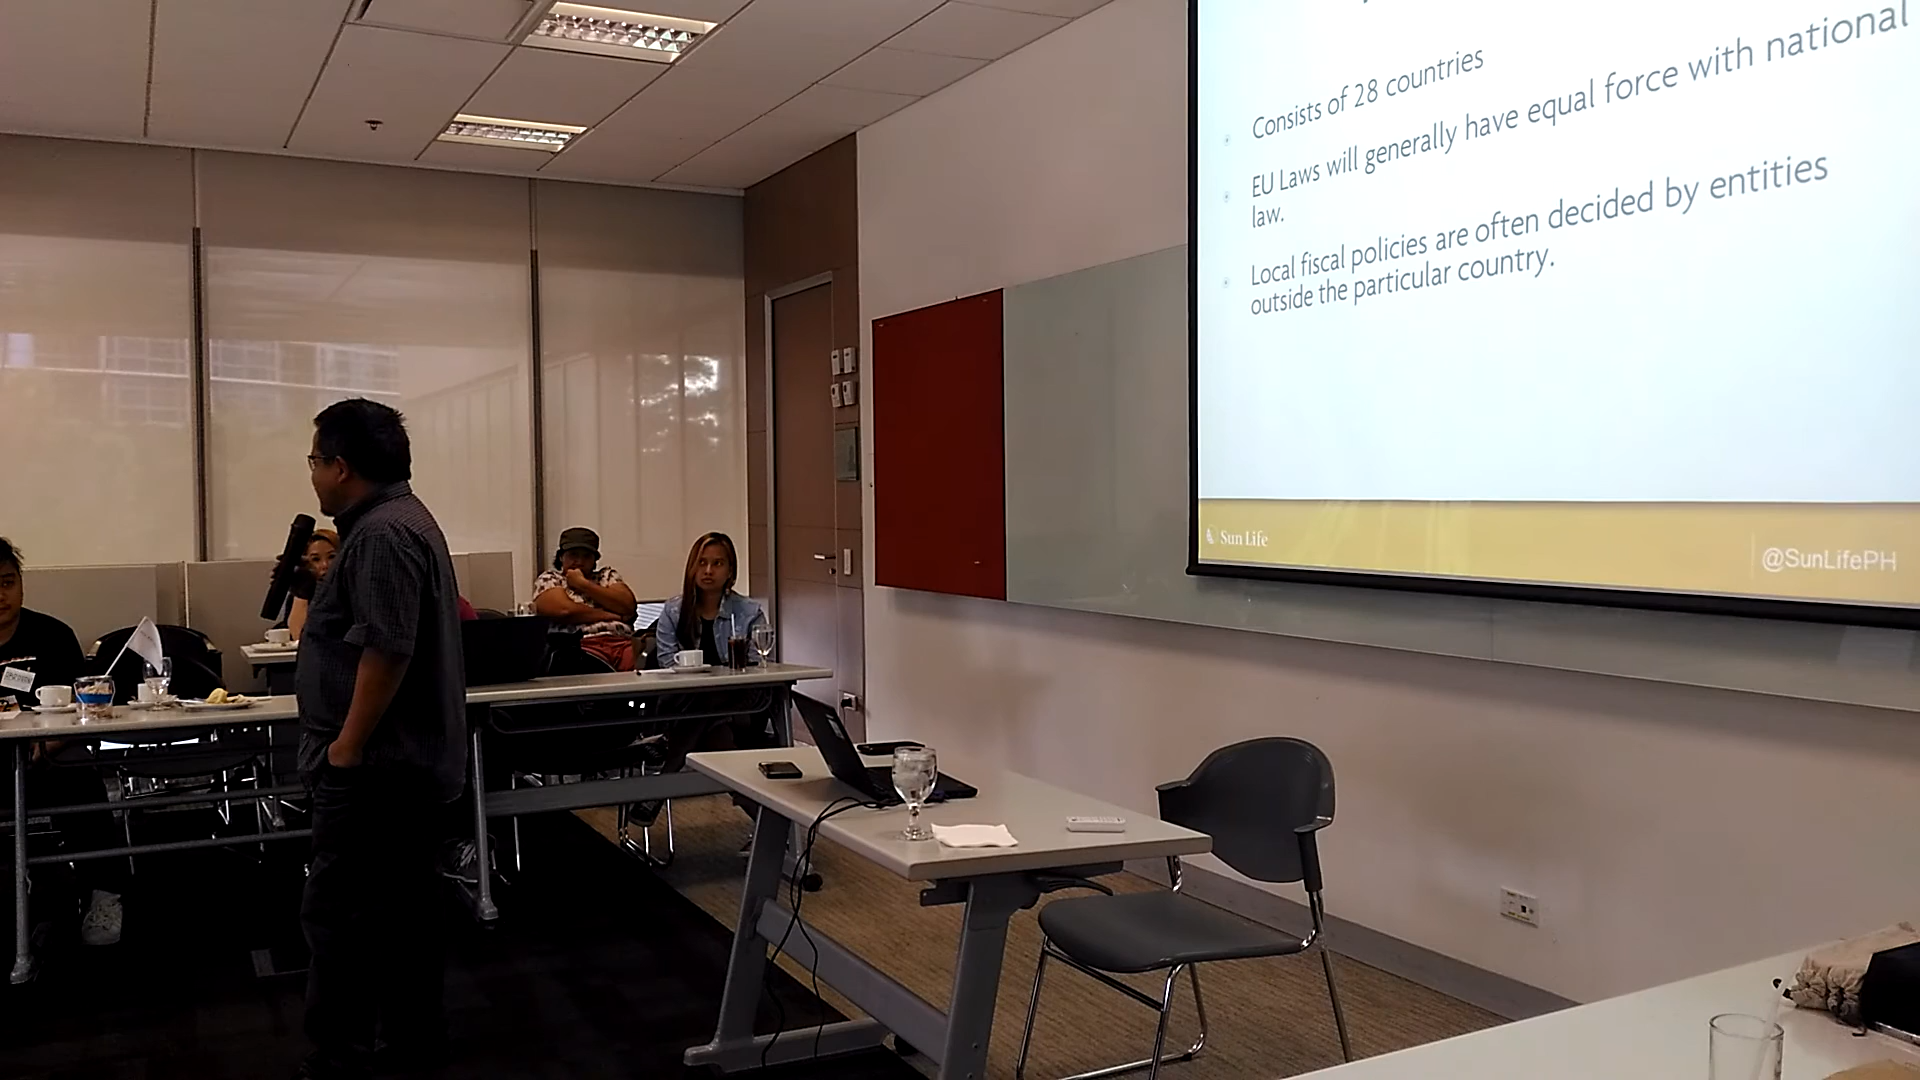 Consists of 28 countries
EU Laws will generally have equal force with national
law.
Local fiscal policies are often decided by entities
outside the particular country.
Sun Life
@SunLifePH